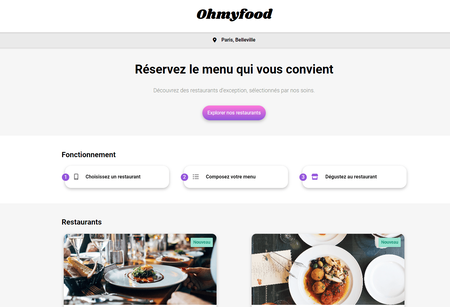 Ohmyfood
Paris, Belleville
Réservez le menu qui vous convient
Découvrez des restaurants d'exception, sélectionnés par nos soins.
Explorer nos restaurants
Fonctionnement
1 Choisissez un restaurant
2 Composez votre menu
3 Dégustez au restaurant
Restaurants
Nouveau
Nouveau